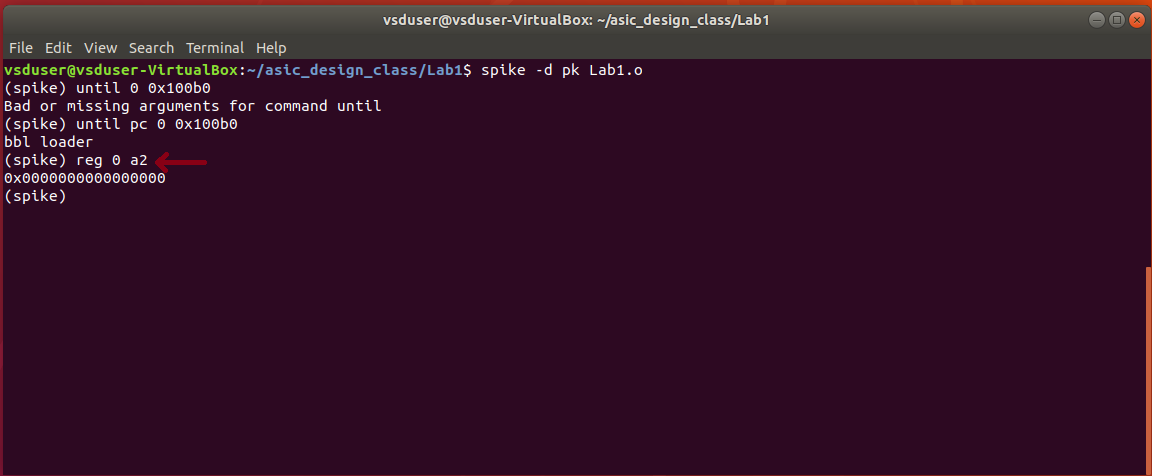 vsduser@vsduser-VirtualBox: ~/asic_design_class/Lab1
File Edit View Search Terminal Help
vsduser@vsduser-VirtualBox:~/asic_design_class/Lab1$ spike -d pk Lab1.o
(spike) until 0 0x100b0
Bad or missing arguments for command until
(spike) until pc 0 0x100b0
bbl loader
(spike) reg 0 a2
0x0000000000000000
(spike)